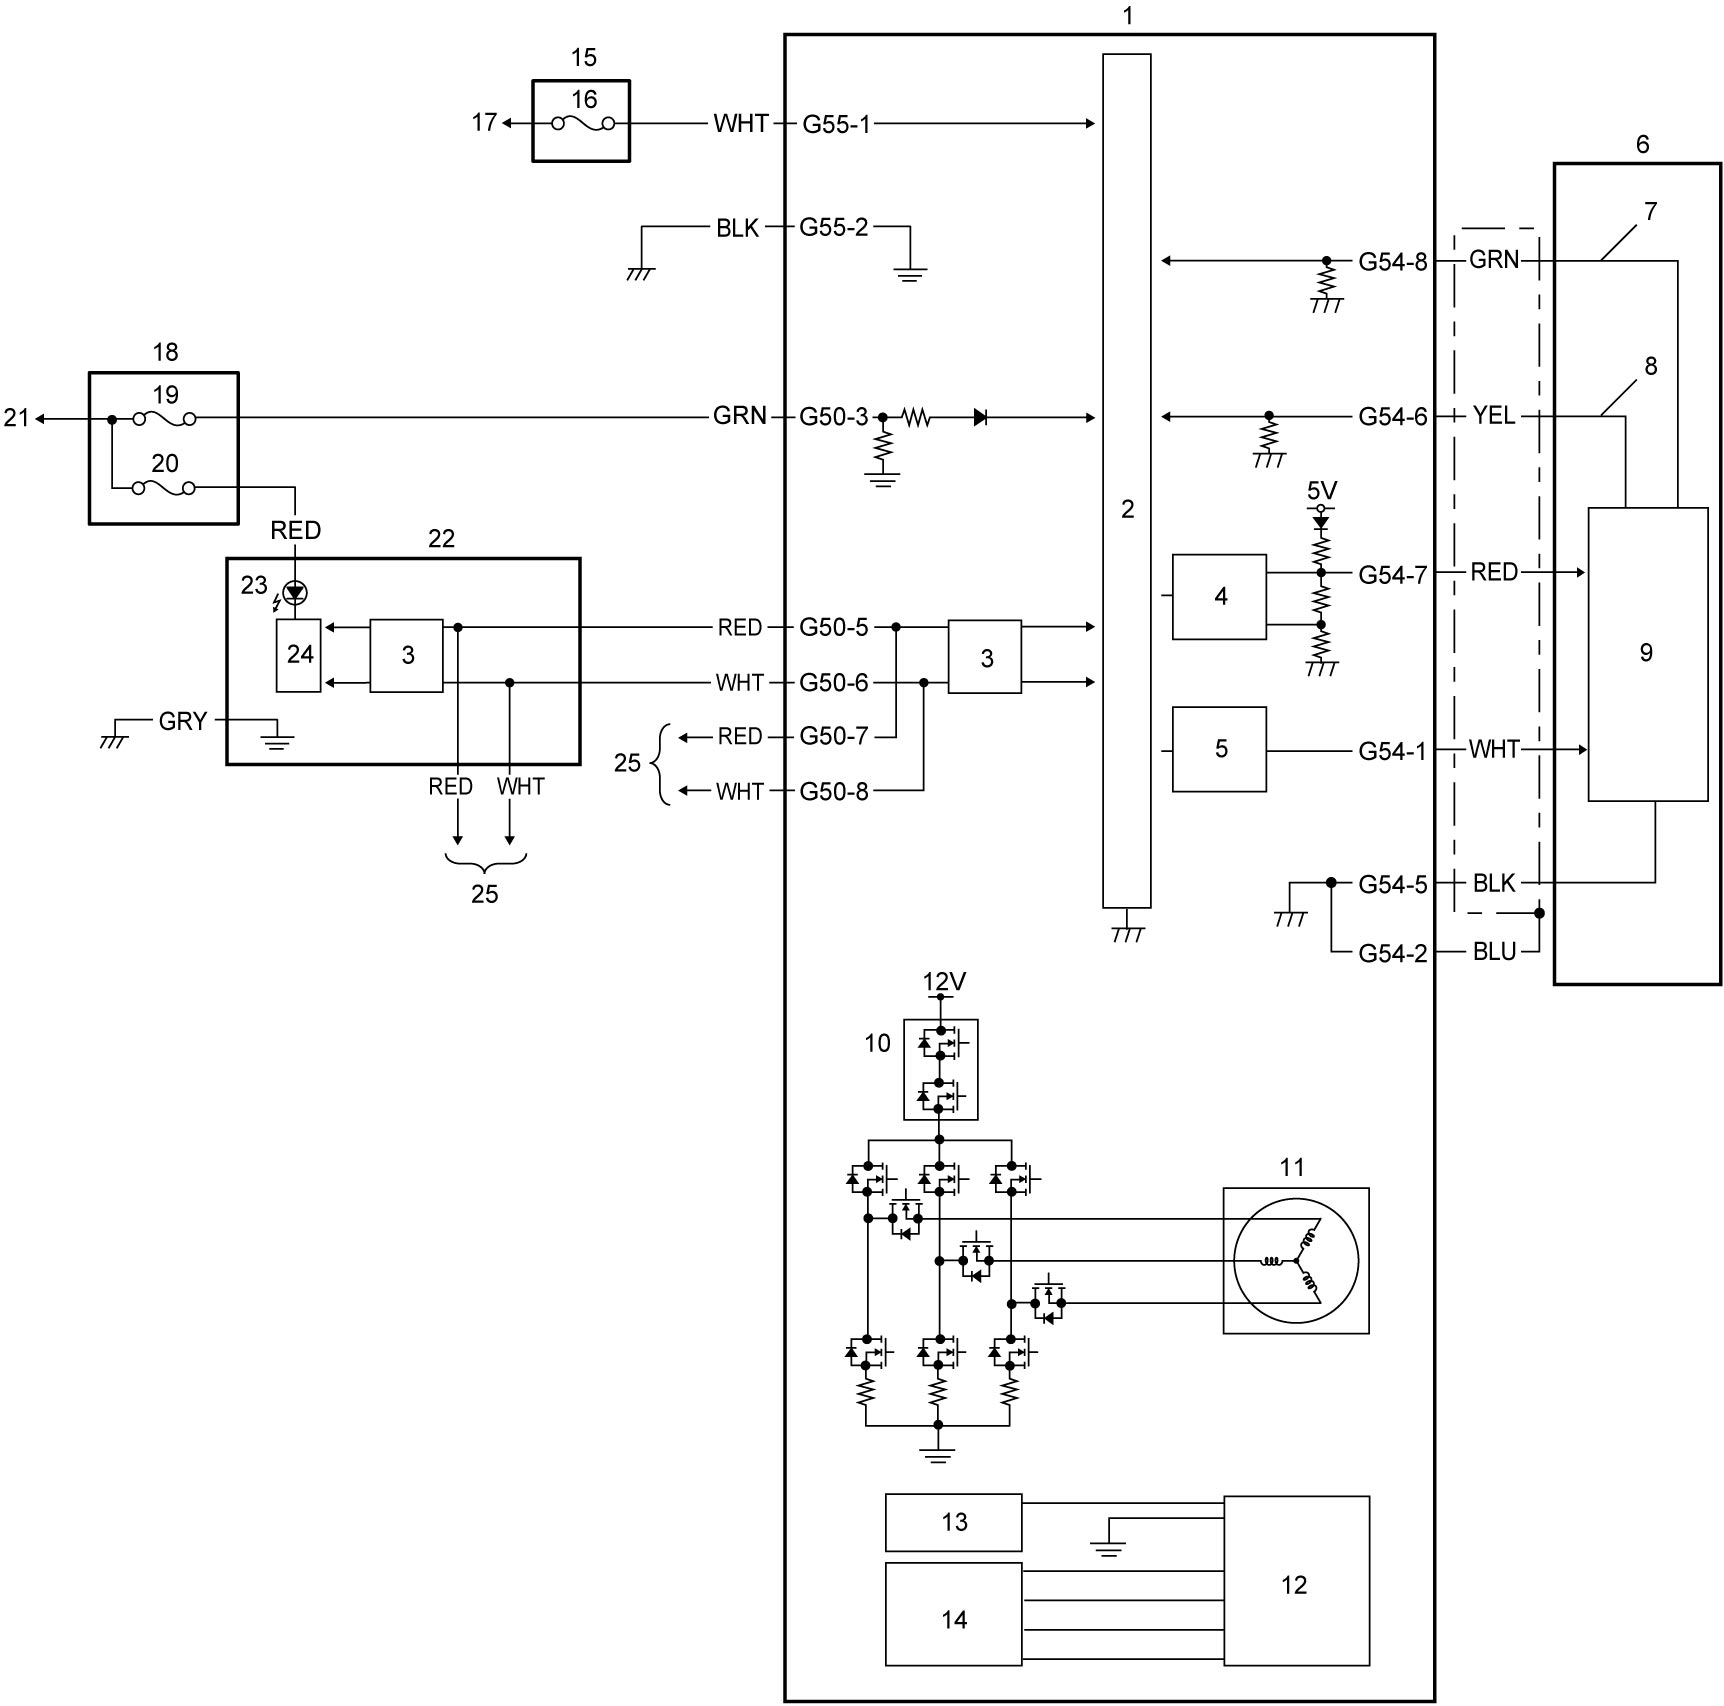 1
15
16
17 WHT G55-1
6
BLK G55-2
7
G54-8 GRN
18
8
19
21 GRN G50-3
G54-6 YEL
20
5V
2
RED
22
23
4
G54-7 RED
24 3 RED G50-5 3
9
WHT G50-6
GRY
RED G50-7
5 G54-1 WHT
25
RED WHT
WHT G50-8
25
G54-5 BLK
G54-2 BLU
12V
10
11
13
12
14